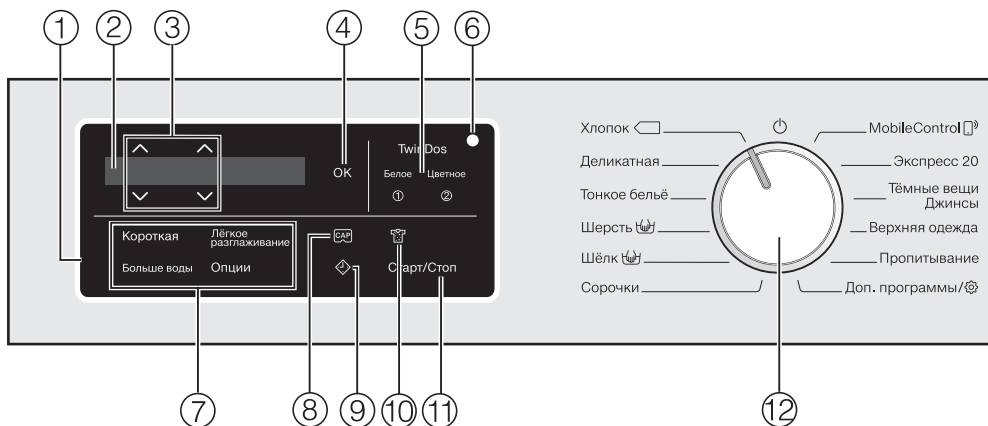 ① ② ③ ④ ⑤ ⑥
TwinDos
OK
Белое Цветное
① ②
Короткая
Лёгкое
разглаживание
CAP
Больше воды
Опции
Старт/Стоп
Хлопок
Деликатная
Тонкое бельё
Шерсть
Шёлк
Сорочки
MobileControl
Экспресс 20
Тёмные вещи
Джинсы
Верхняя одежда
Пропитывание
Доп. программы/
⑦ ⑧ ⑨ ⑩ ⑪ ⑫